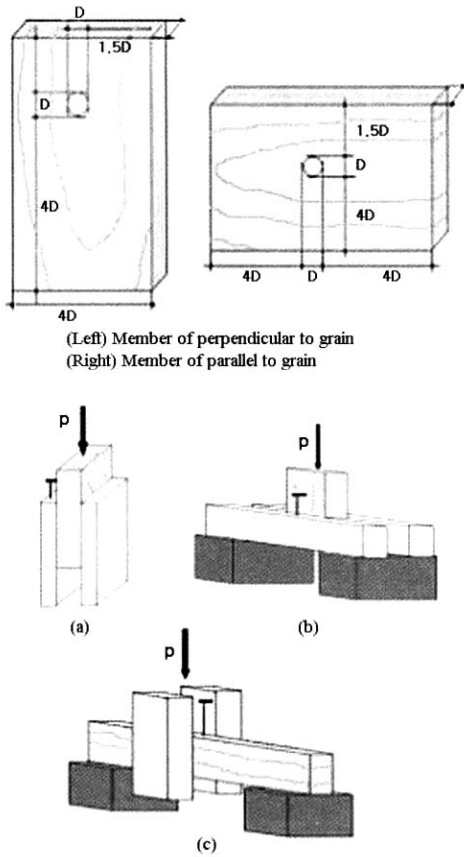 D
1.5D
D
4D
4D
1.5D
D
4D
4D D 4D
(Left) Member of perpendicular to grain
(Right) Member of parallel to grain
P
T
(a)
P
T
(b)
P
T
(c)